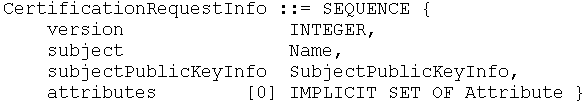 CertificationRequestInfo ::= SEQUENCE {
    version              INTEGER,
    subject              Name,
    subjectPublicKeyInfo SubjectPublicKeyInfo,
    attributes       [0] IMPLICIT SET OF Attribute }